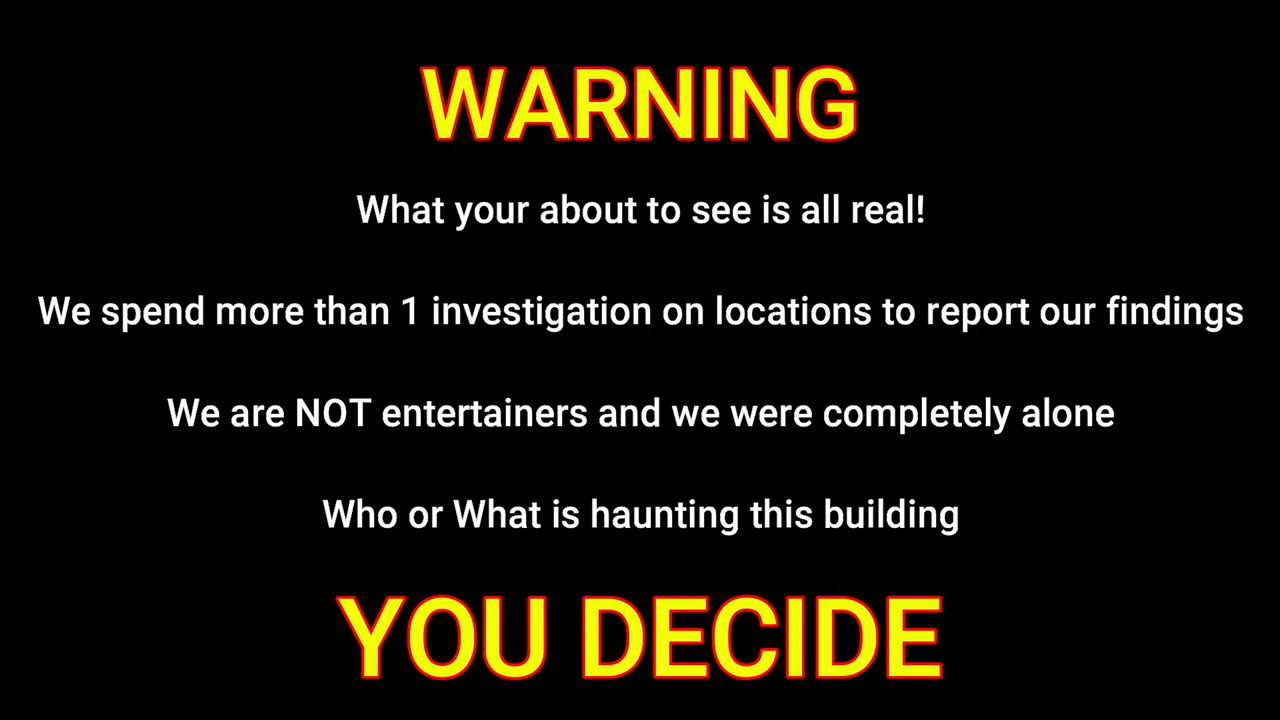 WARNING
What your about to see is all real!
We spend more than 1 investigation on locations to report our findings
We are NOT entertainers and we were completely alone
Who or What is haunting this building
YOU DECIDE